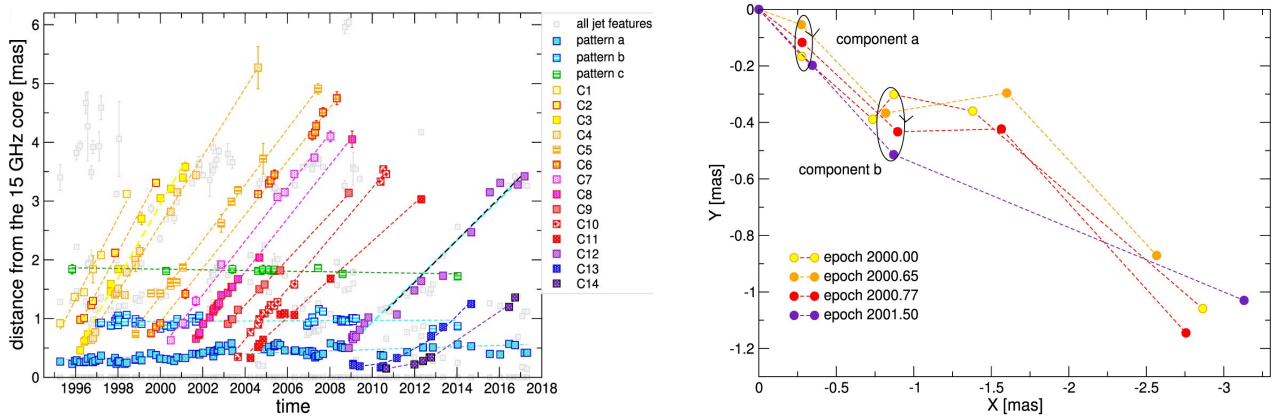 distance from the 15 GHz core [mas]
6
5
4
3
2
1
0
1996 1998 2000 2002 2004 2006 2008 2010 2012 2014 2016 2018
time
all jet features
pattern a
pattern b
pattern c
C1
C2
C3
C4
C5
C6
C7
C8
C9
C10
C11
C12
C13
C14
Y [mas]
0
-0.2
-0.4
-0.6
-0.8
-1
-1.2
component a
component b
epoch 2000.00
epoch 2000.65
epoch 2000.77
epoch 2001.50
0 -0.5 -1 -1.5 -2 -2.5 -3
X [mas]